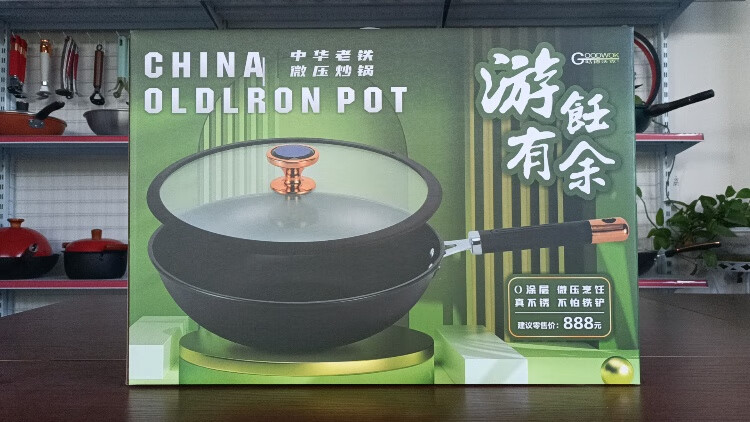 CHINA
OLDLRON POT
中华老铁
微压炒锅
GOODWOK
游
飪
有
余
0涂层 微压烹饪
真不锈 不怕铁铲
建议零售价：888元